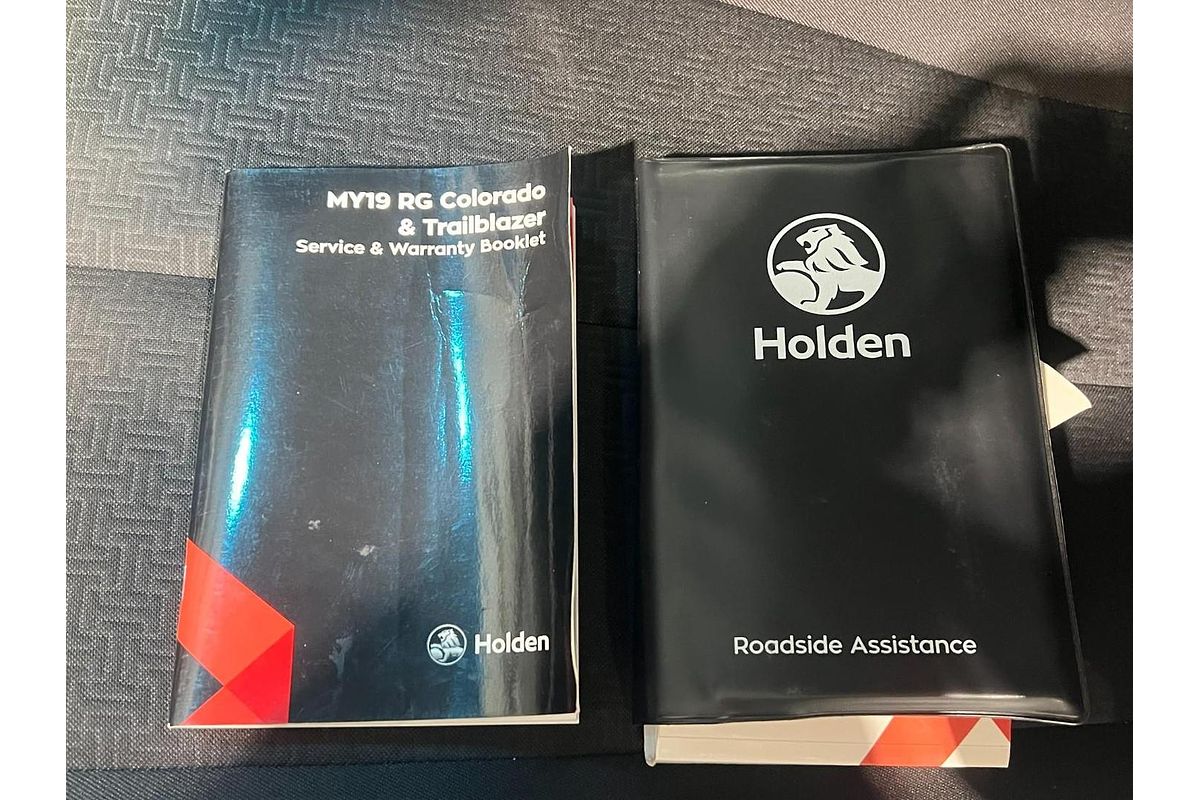 MY19 RG Colorado
& Trailblazer
Service & Warranty Booklet
Holden
Holden
Roadside Assistance